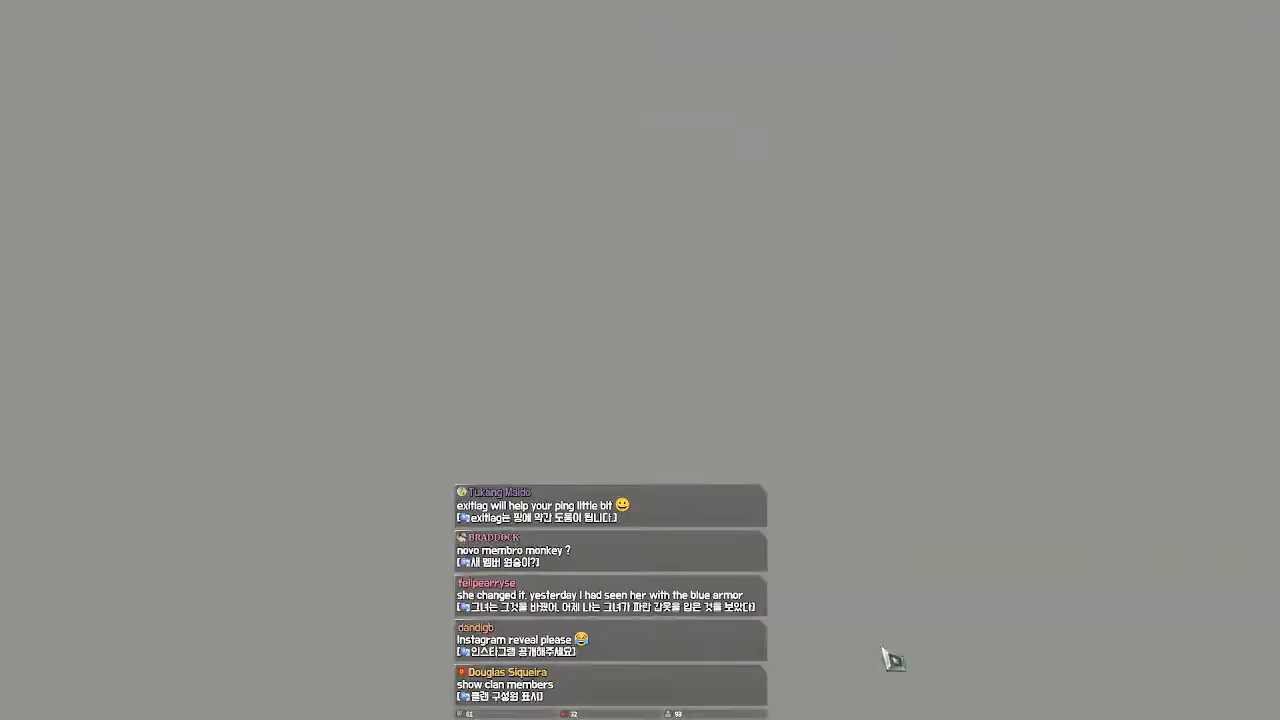 Tukang Maido
exitlag will help your ping little bit 😀
[exitlag는 핑에 약간 도움이 됩니다.]
BRADDOCK
novo membro monkey ?
[새 멤버 원숭이?]
felipearryse
she changed it. yesterday I had seen her with the blue armor
[그녀는 그것을 바꿨어. 어제 나는 그녀가 파란 갑옷을 입은 것을 보았다]
dandigb
Instagram reveal please 😂
[인스타그램 공개해주세요]
Douglas Siqueira
show clan members
[클랜 구성원 표시]
61 32 93